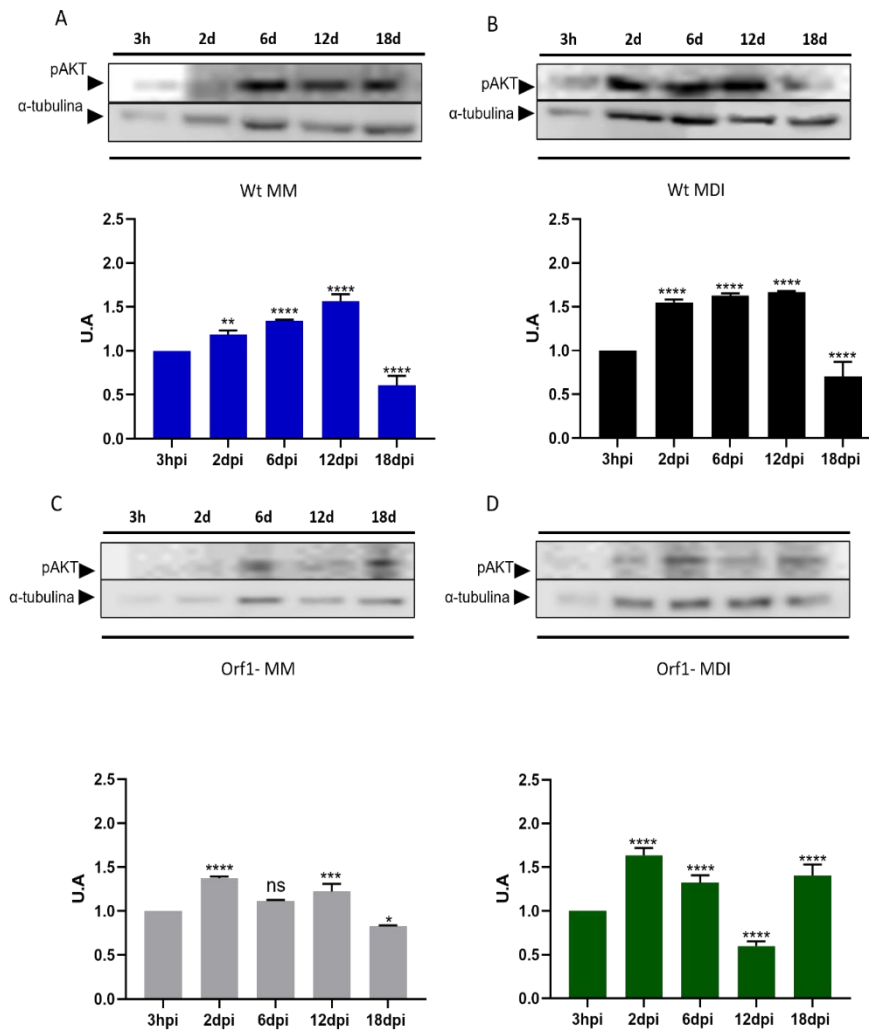 A
3h 2d 6d 12d 18d
pAKT
α-tubulina
Wt MM
2.5
2.0
1.5
1.0
0.5
0.0
U.A
**
****
****
****
3hpi 2dpi 6dpi 12dpi 18dpi
B
3h 2d 6d 12d 18d
pAKT
α-tubulina
Wt MDI
2.5
2.0
1.5
1.0
0.5
0.0
U.A
****
****
****
****
3hpi 2dpi 6dpi 12dpi 18dpi
C
3h 2d 6d 12d 18d
pAKT
α-tubulina
Orf1- MM
2.5
2.0
1.5
1.0
0.5
0.0
U.A
****
ns
***
*
3hpi 2dpi 6dpi 12dpi 18dpi
D
pAKT
α-tubulina
Orf1- MDI
2.5
2.0
1.5
1.0
0.5
0.0
U.A
****
****
****
****
3hpi 2dpi 6dpi 12dpi 18dpi